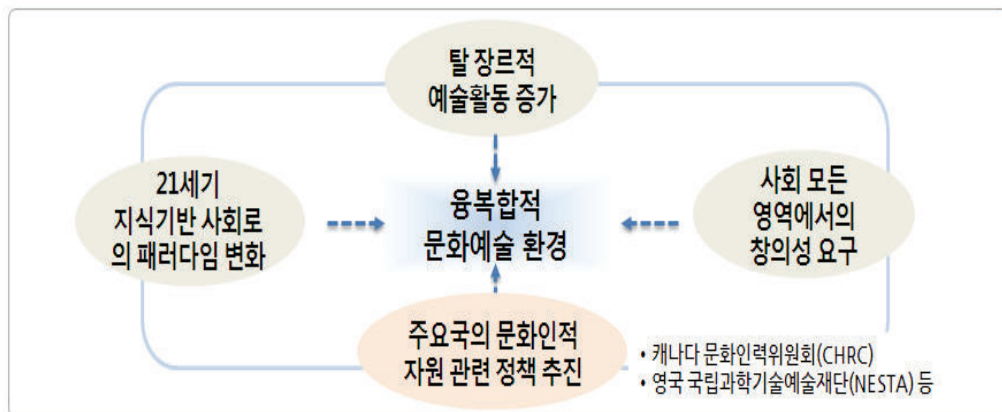 탈 장르적
예술활동 증가
21세기
지식기반 사회로
의 패러다임 변화
융복합적
문화예술 환경
사회 모든
영역에서의
창의성 요구
주요국의 문화인적
자원 관련 정책 추진
• 캐나다 문화인력위원회(CHRC)
• 영국 국립과학기술예술재단(NESTA) 등